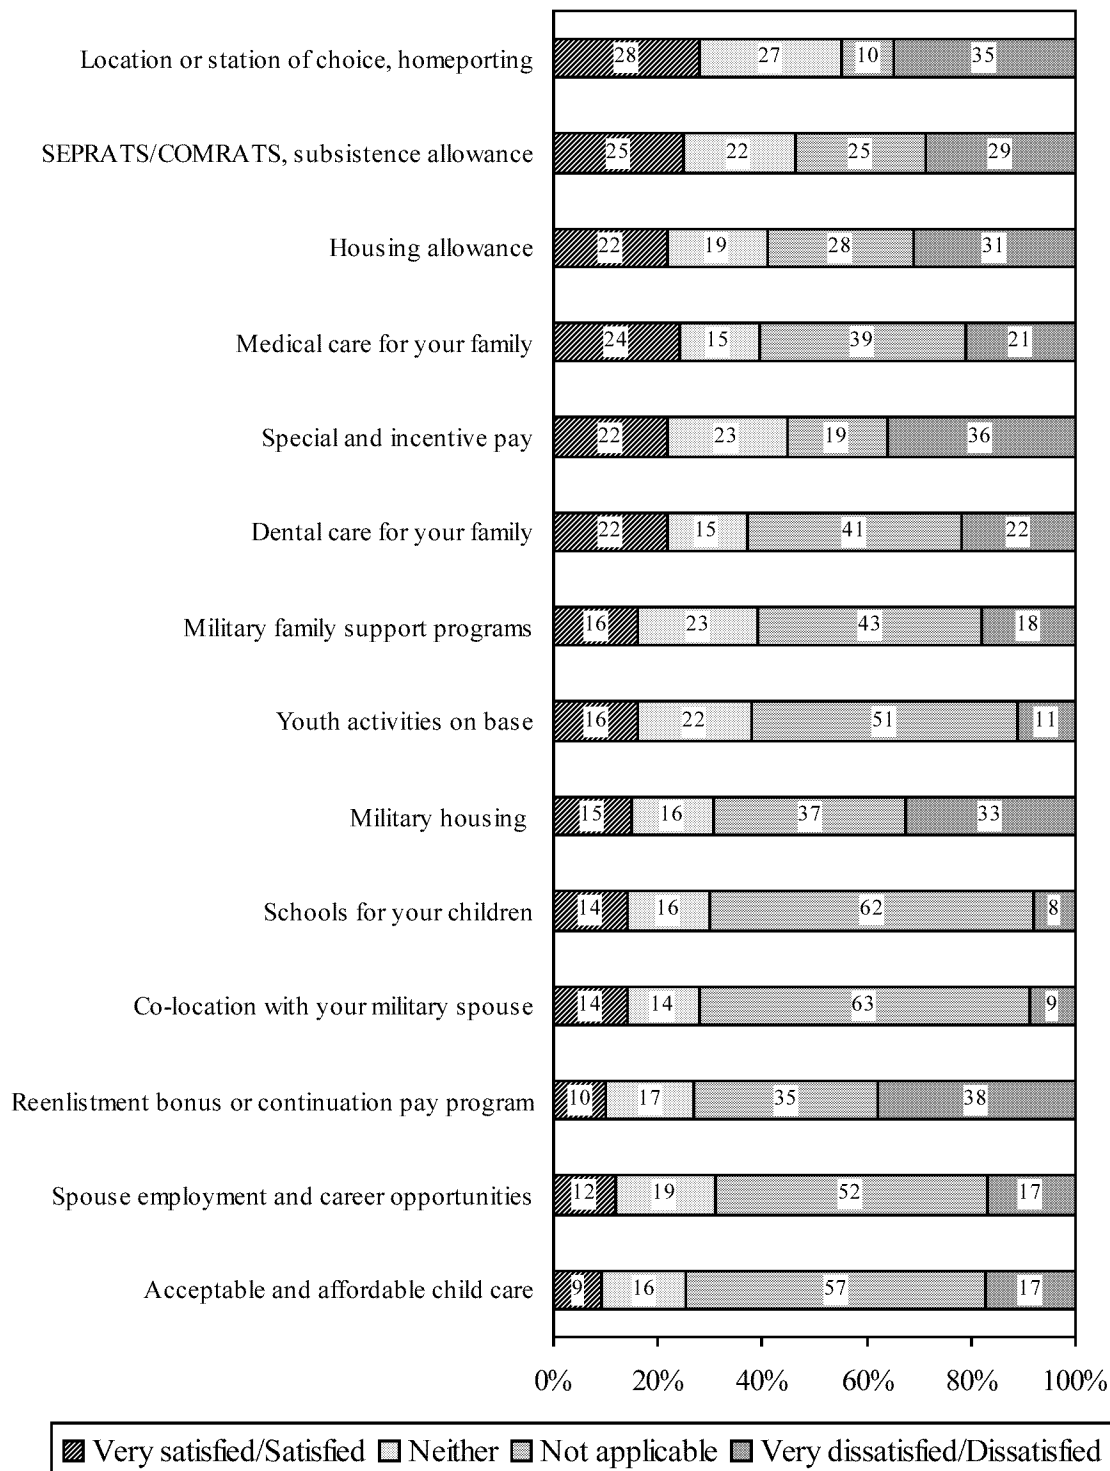 Location or station of choice, homeporting 28 27 10 35
SEPRATS/COMRATS, subsistence allowance 25 22 25 29
Housing allowance 22 19 28 31
Medical care for your family 24 15 39 21
Special and incentive pay 22 23 19 36
Dental care for your family 22 15 41 22
Military family support programs 16 23 43 18
Youth activities on base 16 22 51 11
Military housing 15 16 37 33
Schools for your children 14 16 62 8
Co-location with your military spouse 14 14 63 9
Reenlistment bonus or continuation pay program 10 17 35 38
Spouse employment and career opportunities 12 19 52 17
Acceptable and affordable child care 9 16 57 17
0% 20% 40% 60% 80% 100%
Very satisfied/Satisfied Neither Not applicable Very dissatisfied/Dissatisfied